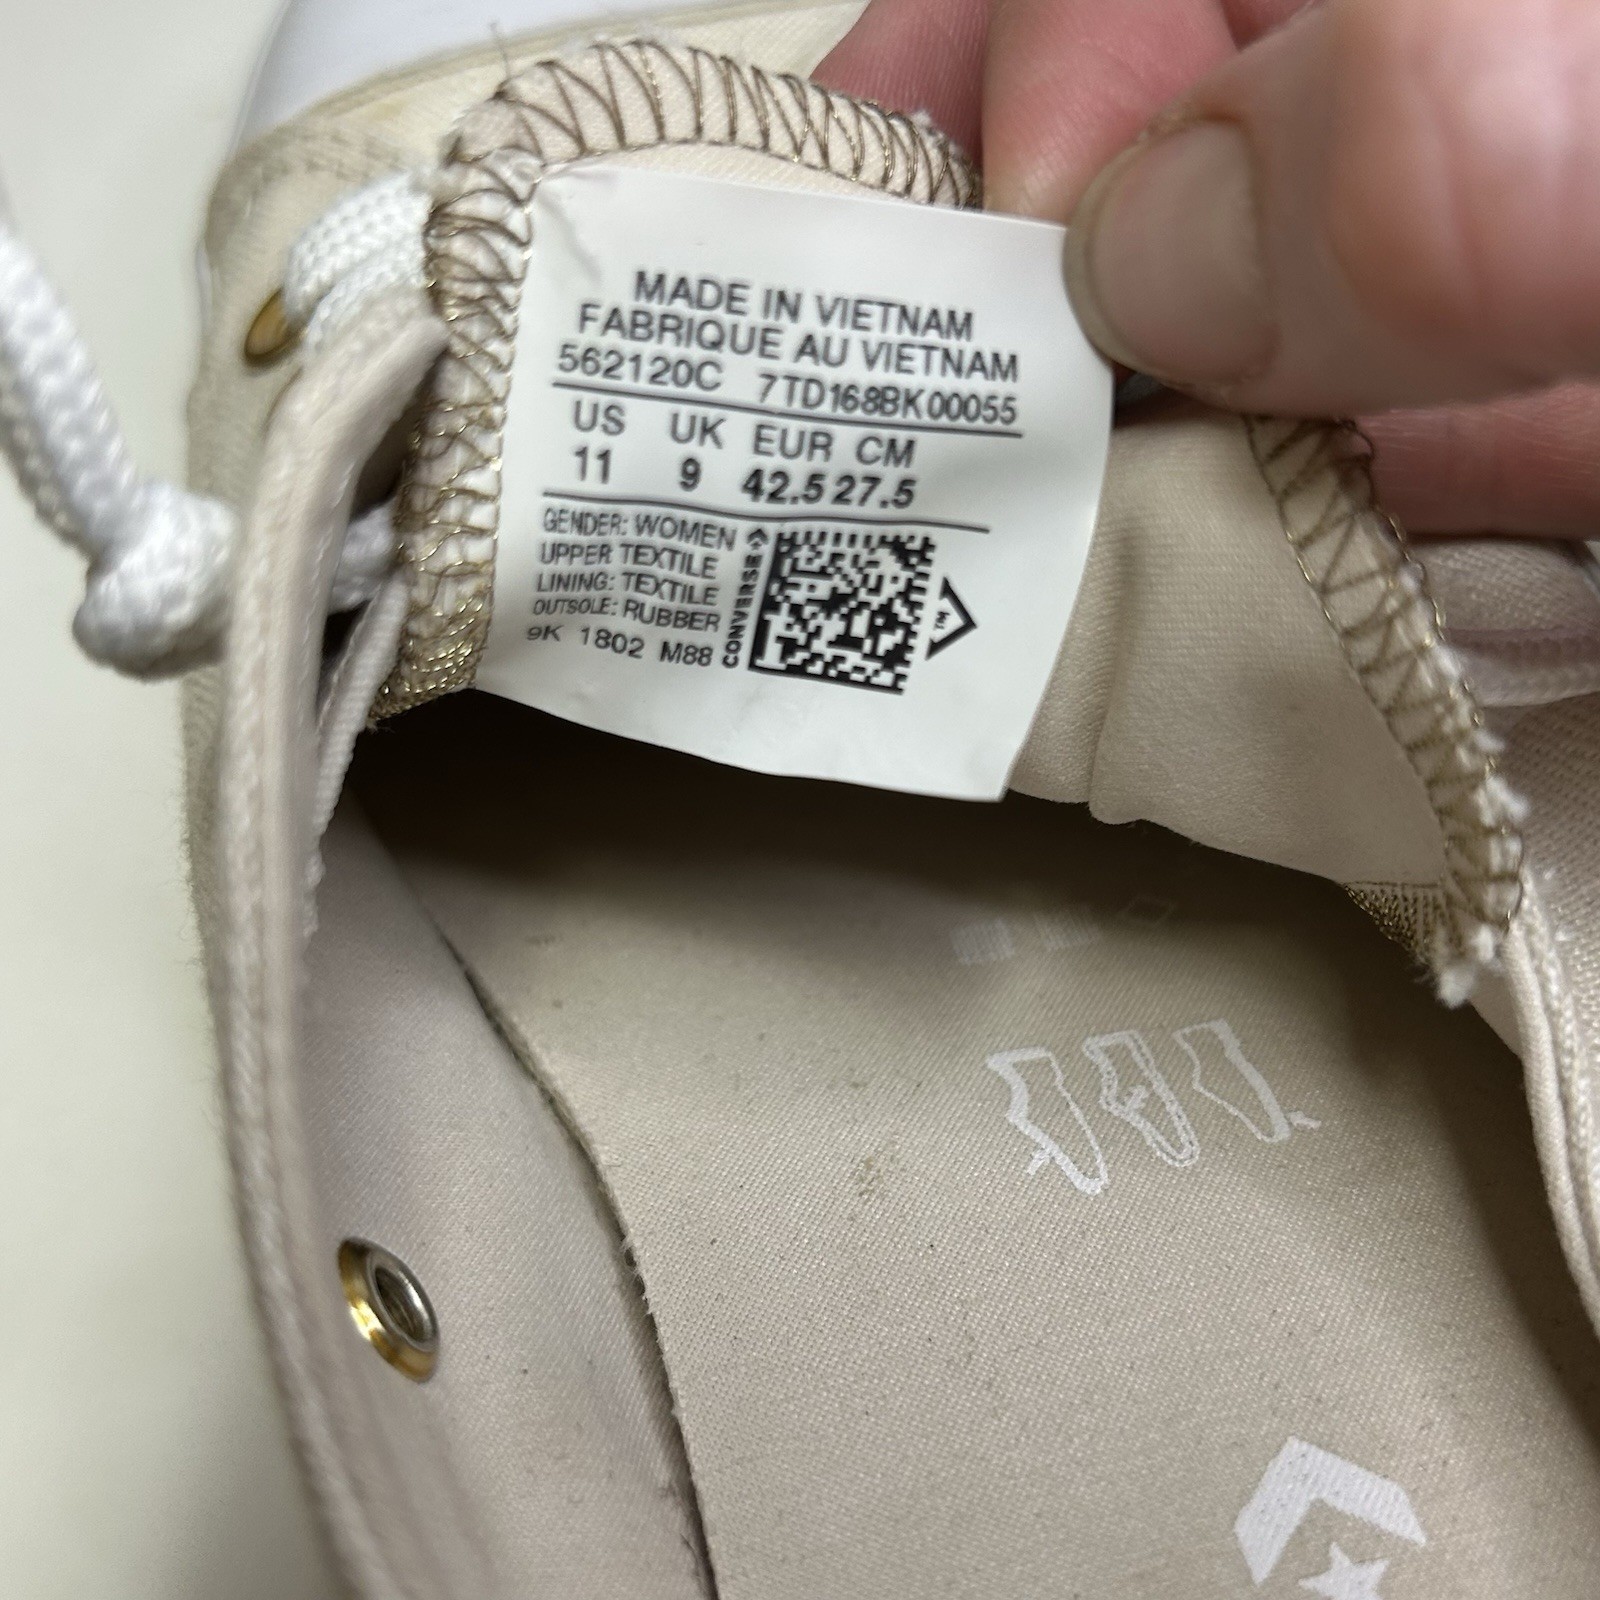 MADE IN VIETNAM
FABRIQUE AU VIETNAM
562120C 7TD168BK00055
US UK EUR CM
11 9 42.5 27.5
GENDER: WOMEN
UPPER TEXTILE
LINING: TEXTILE
OUTSOLE: RUBBER
9K 1802 M88
CONVERSE
TM